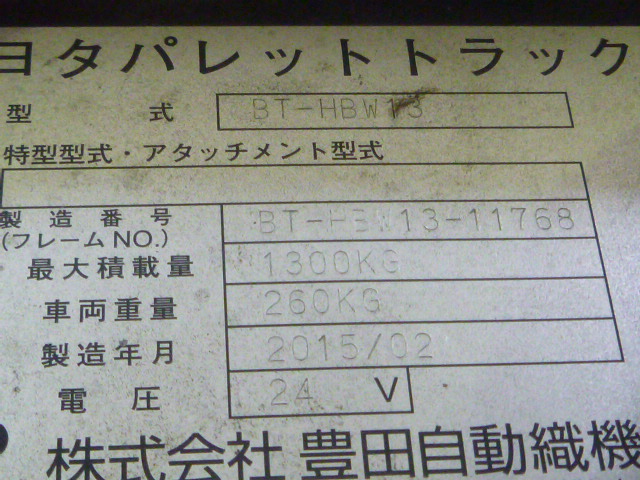 ヨタパレットトラック
型式 BT-HBW13
特型型式・アタッチメント型式
製造番号 BT-HBW13-11768
(フレームNO.)
最大積載量 1300KG
車両重量 260KG
製造年月 2015/02
電圧 24 V
株式会社 豊田自動織機